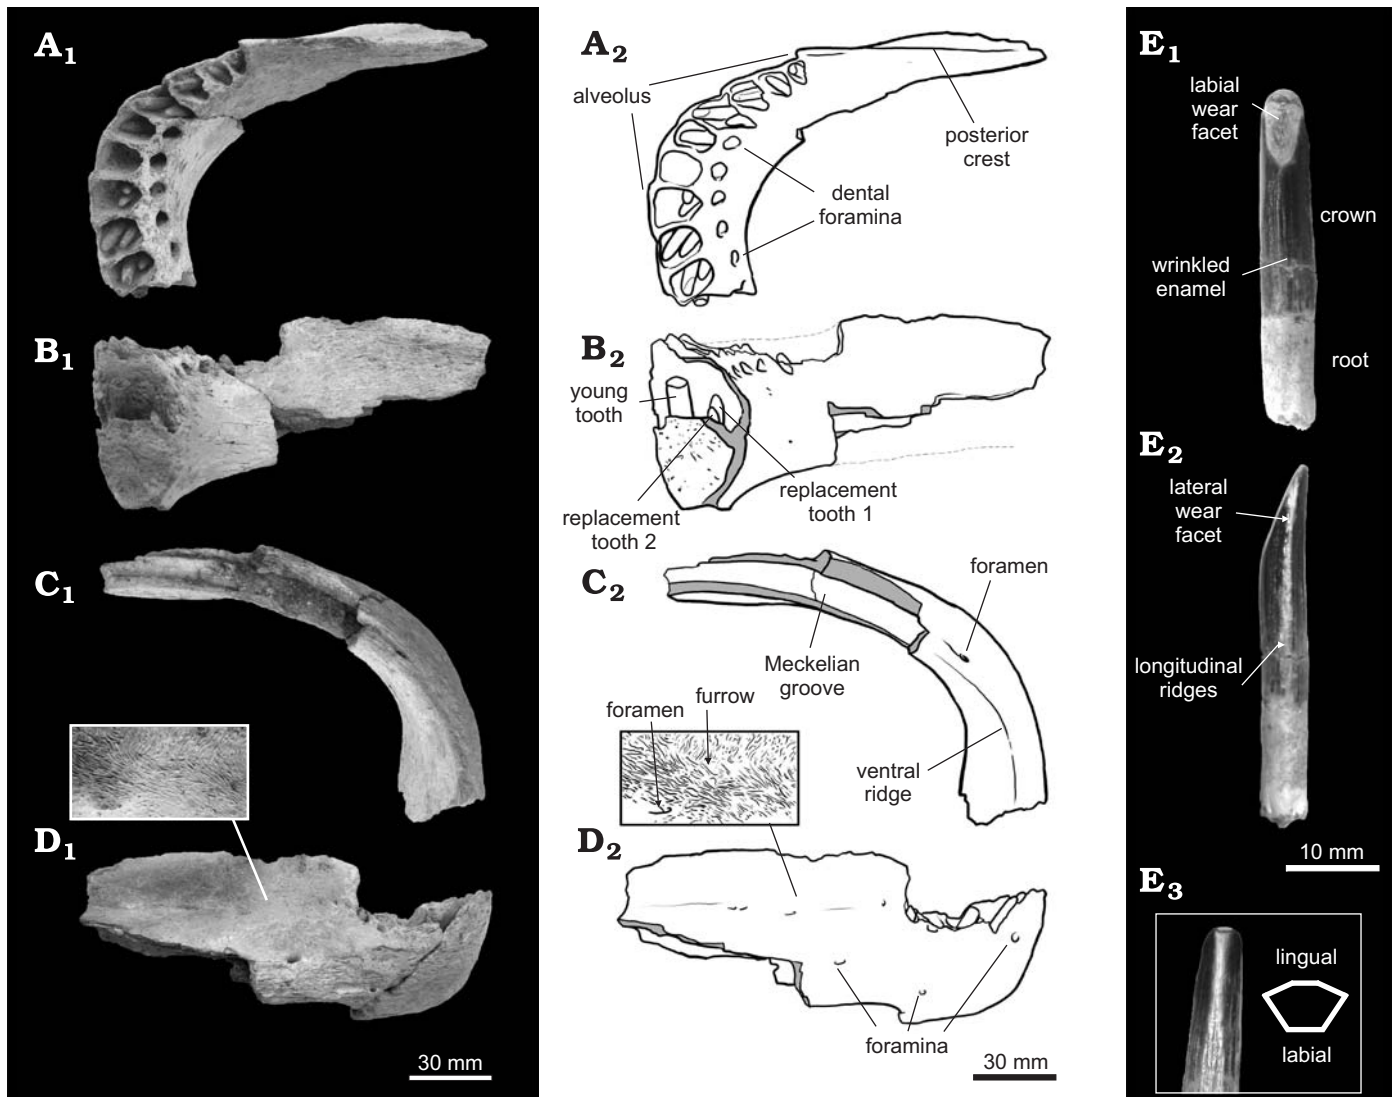 A1
A2
alveolus
posterior
crest
dental
foramina
B1
B2
young
tooth
replacement
tooth 1
replacement
tooth 2
C1
C2
foramen
Meckelian
groove
furrow
foramen
ventral
ridge
D1
D2
foramina
30 mm
30 mm
E1
labial
wear
facet
crown
wrinkled
enamel
root
E2
lateral
wear
facet
longitudinal
ridges
10 mm
E3
lingual
labial